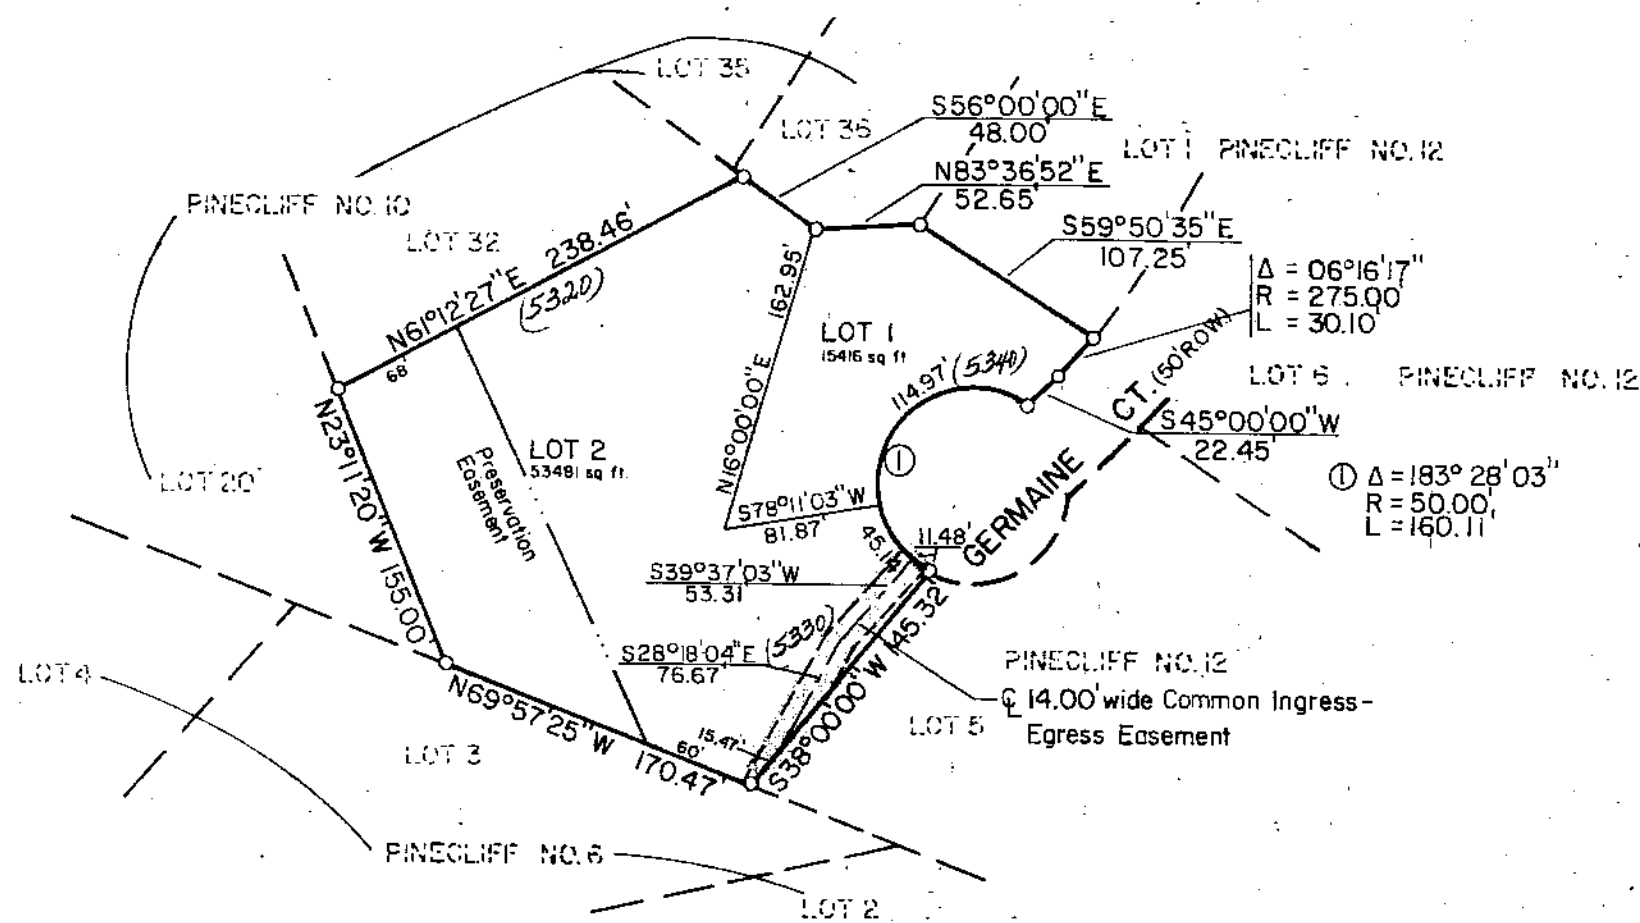 LOT 35
LOT 36
S56°00'00"E
48.00'
LOT 1 PINECLIFF NO. 12
N83°36'52"E
52.65'
PINECLIFF NO. 10
LOT 32
S59°50'35"E
107.25'
N61°12'27"E 238.46'
(5320)
68'
162.95'
N16°00'00"E
Δ = 06°16'17"
R = 275.00'
L = 30.10'
LOT 1
15416 sq ft
114.97' (5340)
LOT 6 PINECLIFF NO. 12
GERMAINE CT. (50' R.O.W.)
S45°00'00"W
22.45'
① Δ = 183° 28' 03"
R = 50.00'
L = 160.11'
①
LOT 2
53481 sq ft.
Preservation
Easement
LOT 20
N23°11'20"W 155.00'
S78°11'03"W
81.87'
11.48'
S39°37'03"W
53.31'
(5330)
S28°18'04"E
76.67'
S38°00'00"W 145.32'
PINECLIFF NO. 12
℄ 14.00' wide Common Ingress-
Egress Easement
LOT 5
LOT 4
N69°57'25"W 170.47'
60'
15.47'
LOT 3
PINECLIFF NO. 6
LOT 2